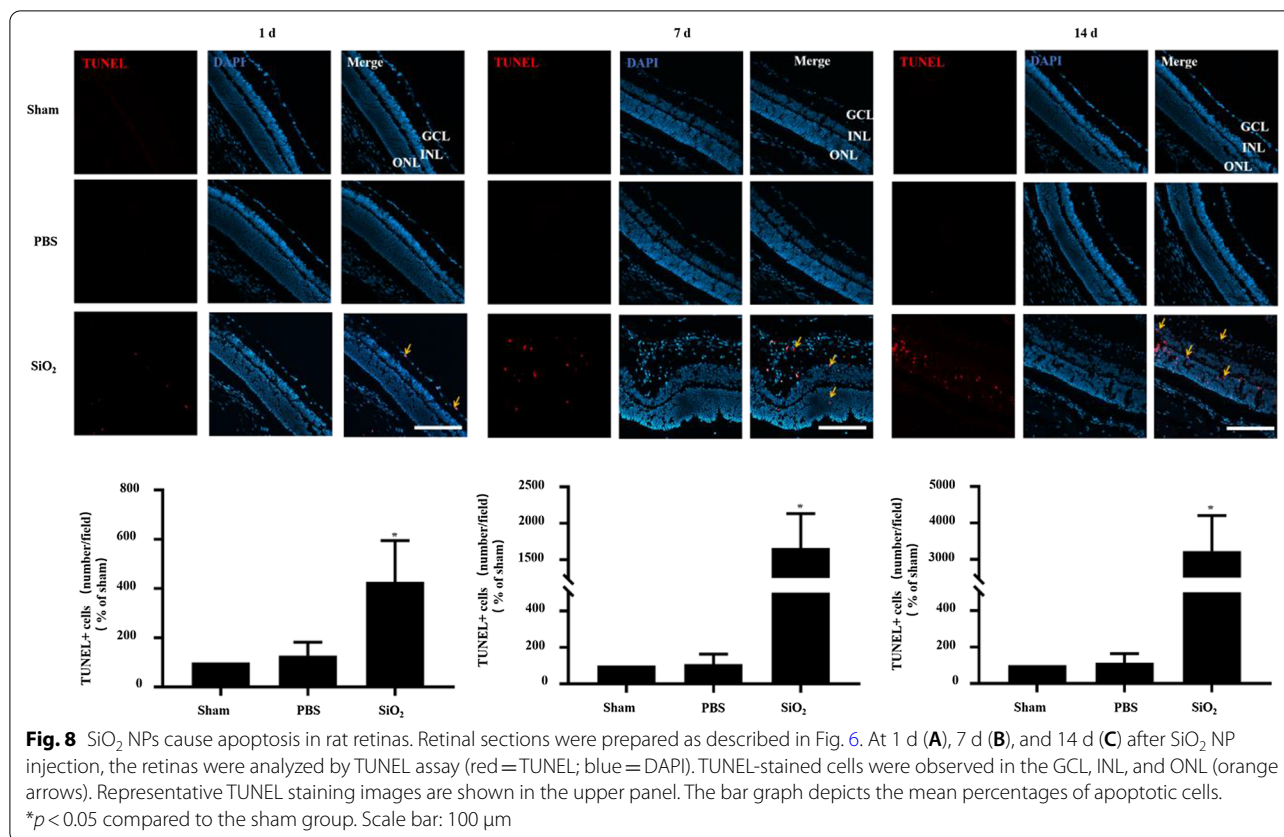 1 d
7 d
14 d
TUNEL
DAPI
Merge
TUNEL
DAPI
Merge
TUNEL
DAPI
Merge
Sham
GCL
INL
ONL
GCL
INL
ONL
GCL
INL
ONL
PBS
SiO₂
TUNEL+ cells (number/field)
( % of sham)
800
600
400
200
0
Sham
PBS
SiO₂
*
TUNEL+ cells (number/field)
( % of sham)
2500
2000
1500
400
200
0
Sham
PBS
SiO₂
*
TUNEL+ cells (number/field)
( % of sham)
5000
4000
3000
400
200
0
Sham
PBS
SiO₂
*
Fig. 8 SiO₂ NPs cause apoptosis in rat retinas. Retinal sections were prepared as described in Fig. 6. At 1 d (A), 7 d (B), and 14 d (C) after SiO₂ NP
injection, the retinas were analyzed by TUNEL assay (red = TUNEL; blue = DAPI). TUNEL-stained cells were observed in the GCL, INL, and ONL (orange
arrows). Representative TUNEL staining images are shown in the upper panel. The bar graph depicts the mean percentages of apoptotic cells.
*p < 0.05 compared to the sham group. Scale bar: 100 μm